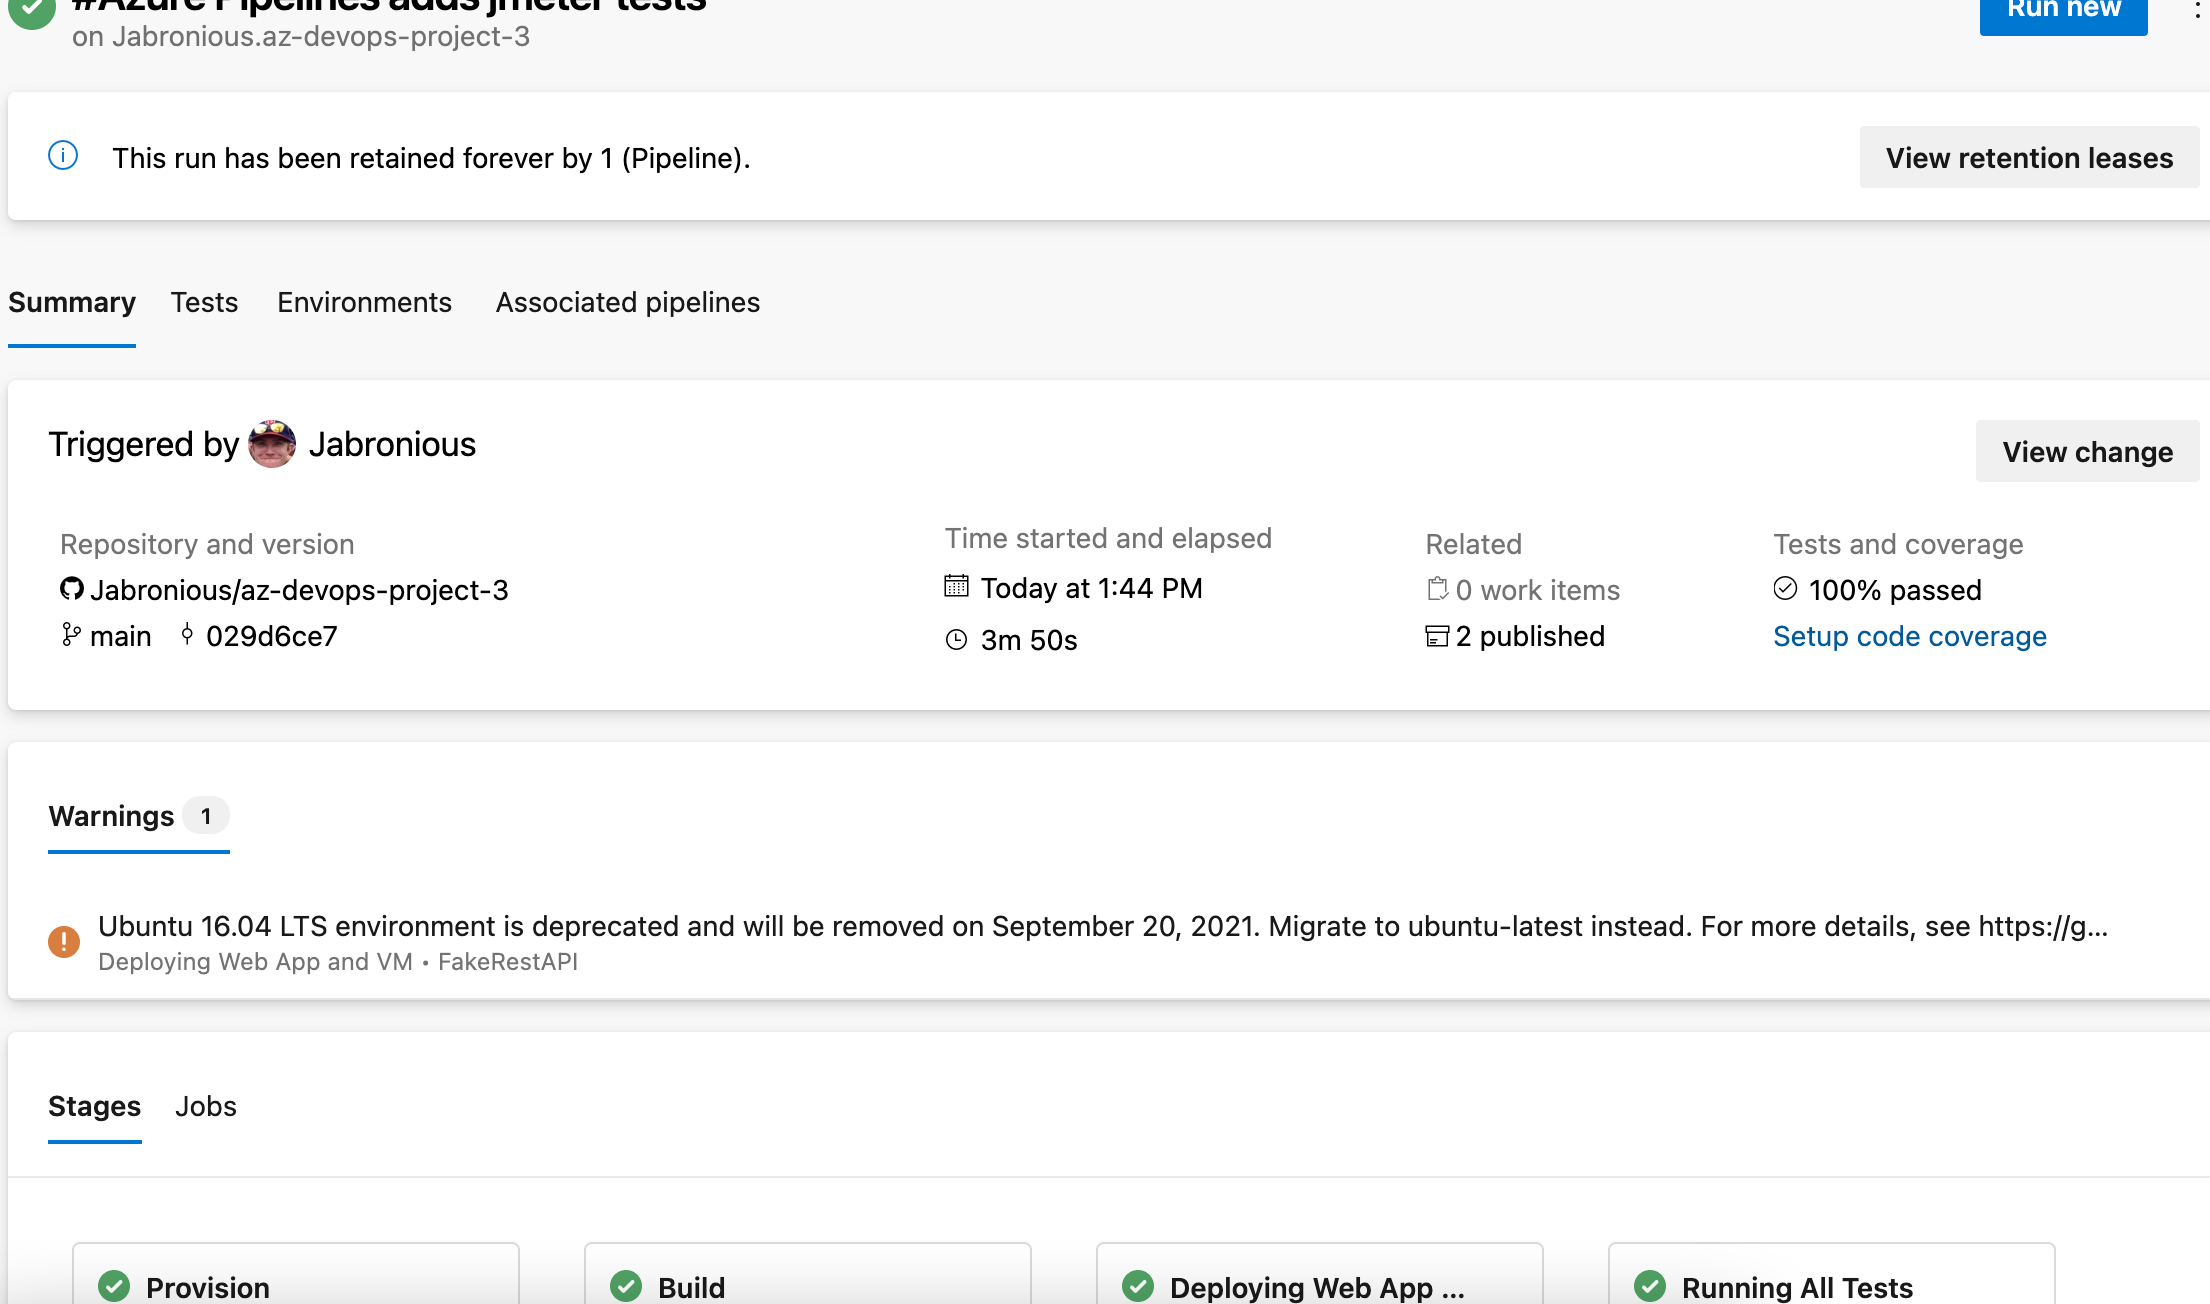 #Azure Pipelines adds jmeter tests
Run new
on Jabronious.az-devops-project-3
This run has been retained forever by 1 (Pipeline).
View retention leases
Summary Tests Environments Associated pipelines
Triggered by Jabronious
View change
Repository and version
Jabronious/az-devops-project-3
main 029d6ce7
Time started and elapsed
Today at 1:44 PM
3m 50s
Related
0 work items
2 published
Tests and coverage
100% passed
Setup code coverage
Warnings 1
Ubuntu 16.04 LTS environment is deprecated and will be removed on September 20, 2021. Migrate to ubuntu-latest instead. For more details, see https://g...
Deploying Web App and VM • FakeRestAPI
Stages Jobs
Provision
Build
Deploying Web App ...
Running All Tests